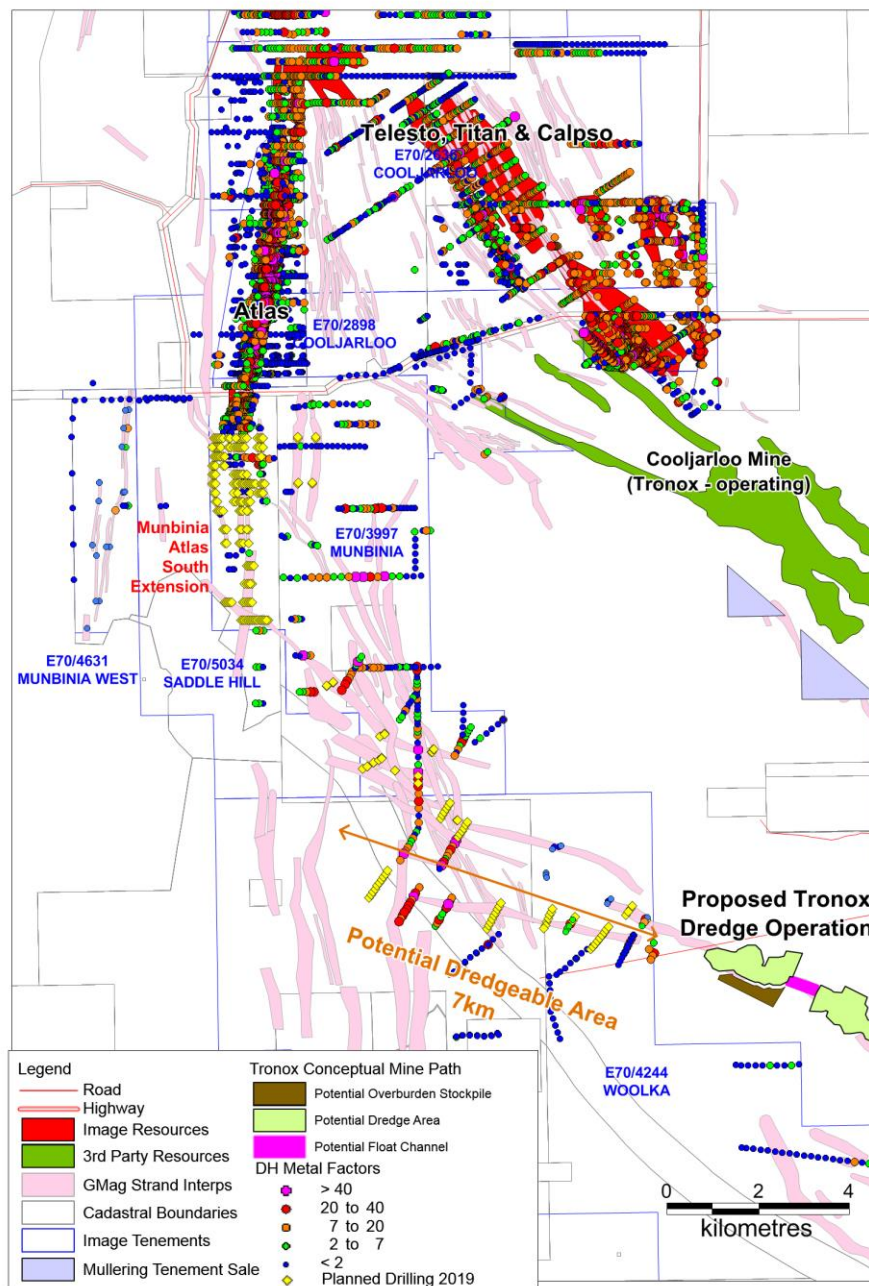 Telesto, Titan & Calpso
COOLJARLOO
Atlas
E70/2898
OOLJARLOO
Cooljarloo Mine
(Tronox - operating)
Munbinia
Atlas
South
Extension
E70/3997
MUNBINIA
E70/4631
MUNBINIA WEST
E70/5034
SADDLE HILL
Proposed Tronox
Dredge Operation
Potential Dredgeable Area
7km
E70/4244
WOOLKA
Legend
Road
Highway
Image Resources
3rd Party Resources
GMag Strand Interps
Cadastral Boundaries
Image Tenements
Mullering Tenement Sale
Tronox Conceptual Mine Path
Potential Overburden Stockpile
Potential Dredge Area
Potential Float Channel
DH Metal Factors
> 40
20 to 40
7 to 20
2 to 7
< 2
Planned Drilling 2019
0 2 4
kilometres